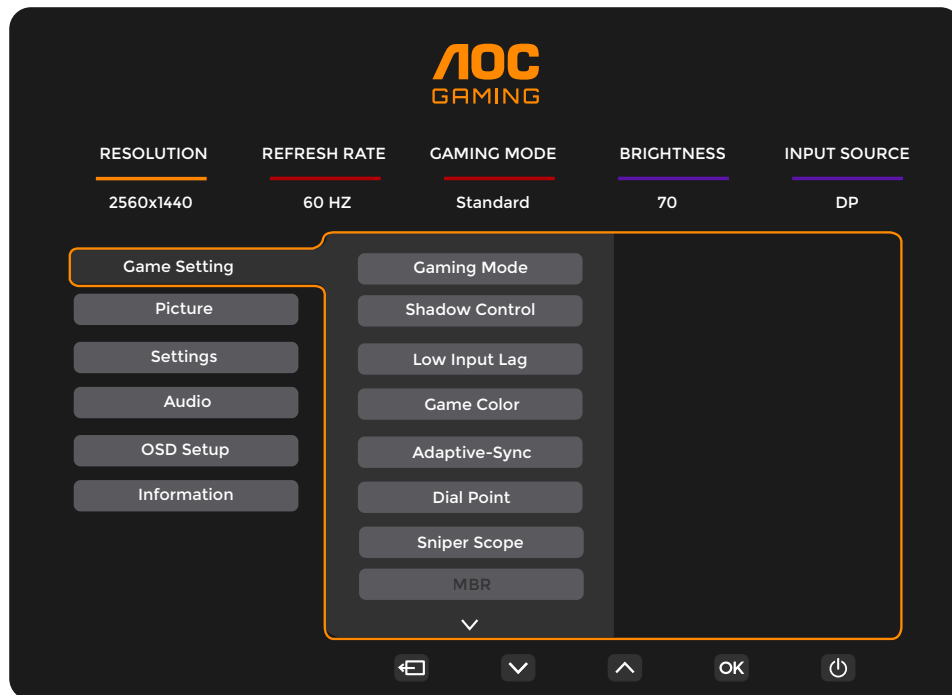 AOC
GAMING
RESOLUTION REFRESH RATE GAMING MODE BRIGHTNESS INPUT SOURCE
2560x1440 60 HZ Standard 70 DP
Game Setting
Picture
Settings
Audio
OSD Setup
Information
Gaming Mode
Shadow Control
Low Input Lag
Game Color
Adaptive-Sync
Dial Point
Sniper Scope
MBR
OK